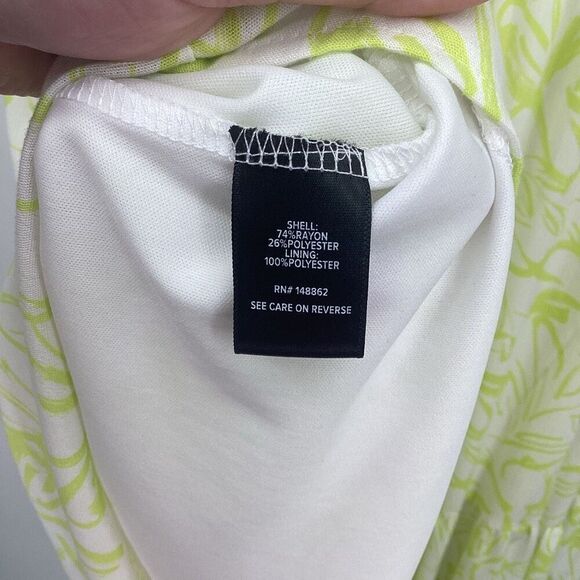 SHELL:
74%RAYON
26%POLYESTER
LINING:
100%POLYESTER
RN# 148862
SEE CARE ON REVERSE